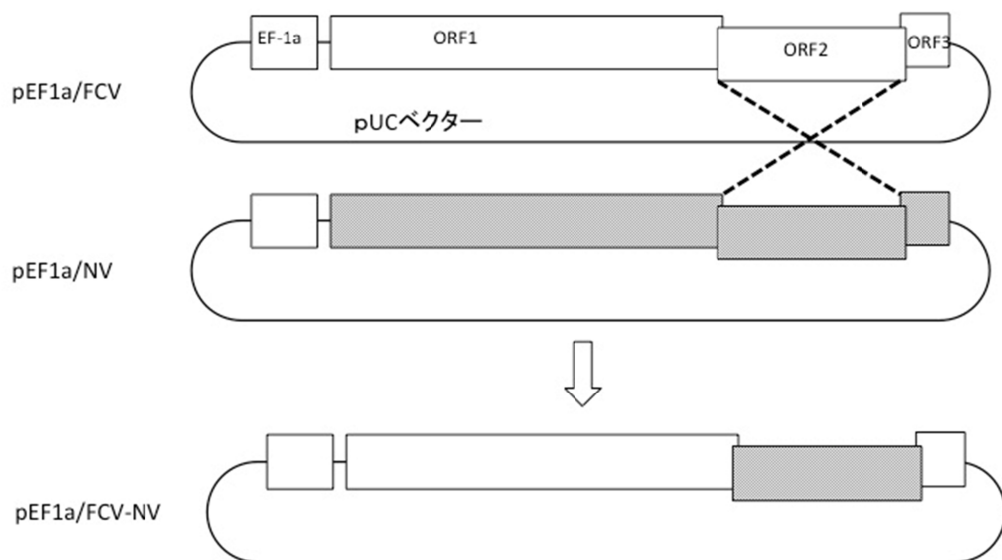 EF-1a
ORF1
ORF2
ORF3
pEF1a/FCV
pUCベクター
pEF1a/NV
pEF1a/FCV-NV